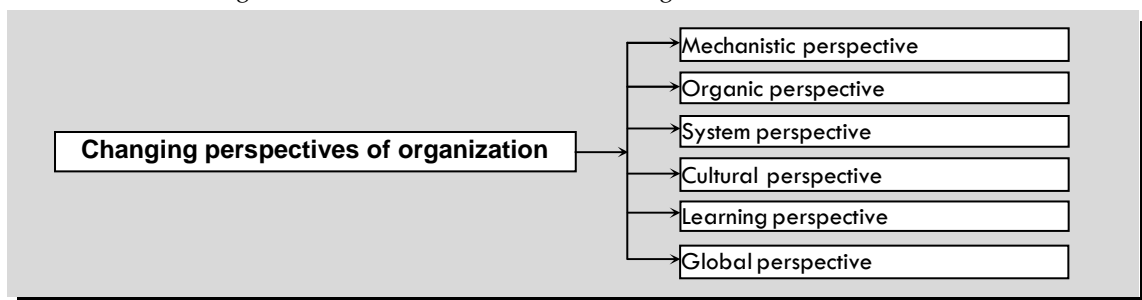 Mechanistic perspective
Organic perspective
System perspective
Changing perspectives of organization
Cultural perspective
Learning perspective
Global perspective